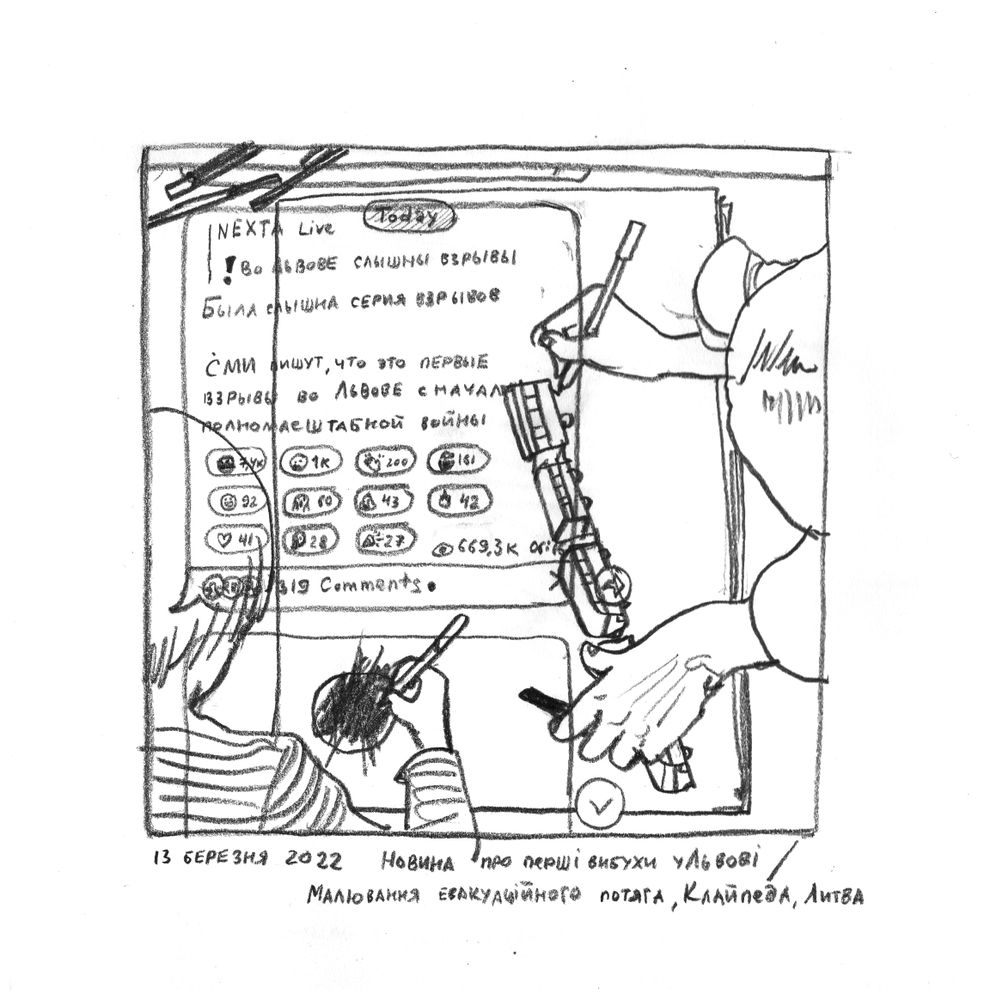 Today
NEXTA Live
! Во Львове слышны взрывы
Была слышна серия взрывов
СМИ пишут, что это первые
взрывы во Львове с начала
полномасштабной войны
7,4K 1K 200 181
92 60 43 42
41 28 27 669,3K
319 Comments
13 березня 2022 Новина про перші вибухи у Львові
Малювання евакуаційного потяга, Клайпеда, Литва